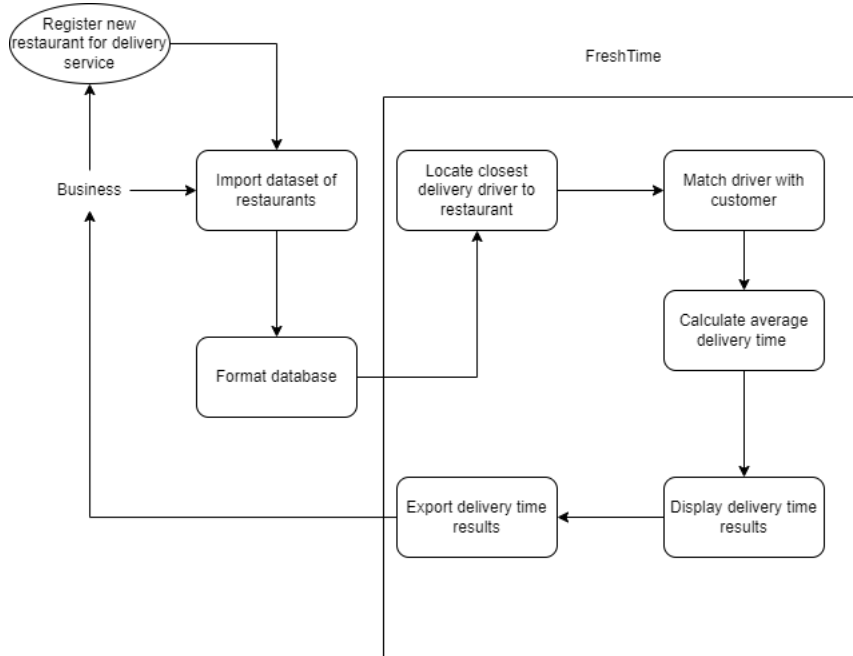 Register new
restaurant for delivery
service
FreshTime
Import dataset of
restaurants
Locate closest
delivery driver to
restaurant
Match driver with
customer
Business
Calculate average
delivery time
Format database
Export delivery time
results
Display delivery time
results